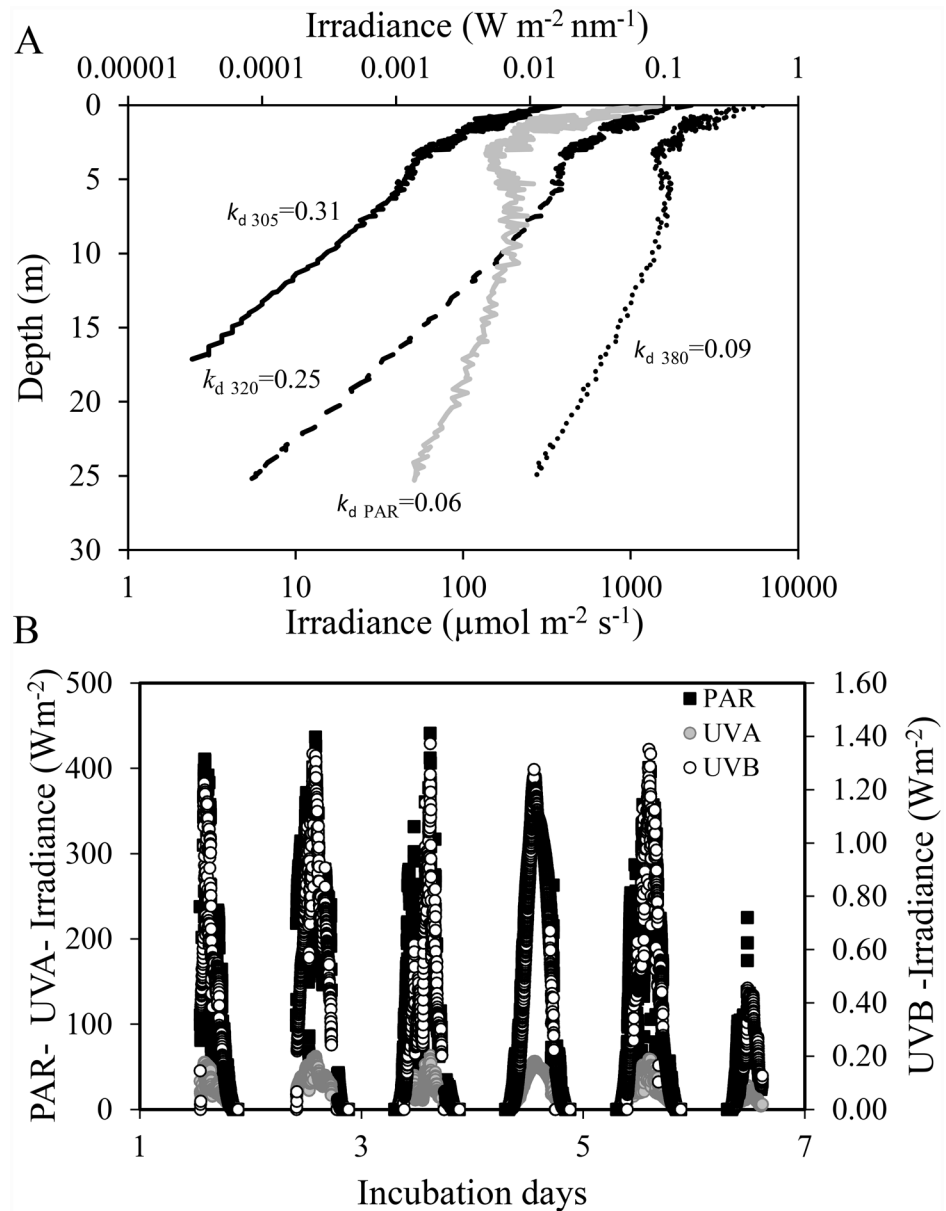 A
Irradiance (W m-2 nm-1)
0.00001 0.0001 0.001 0.01 0.1 1
0
5
10
15
20
25
30
Depth (m)
kd 305=0.31
kd 320=0.25
kd 380=0.09
kd PAR=0.06
1 10 100 1000 10000
Irradiance (µmol m-2 s-1)
B
PAR- UVA- Irradiance (Wm-2)
500
400
300
200
100
0
PAR
UVA
UVB
1.60
1.40
1.20
1.00
0.80
0.60
0.40
0.20
0.00
UVB -Irradiance (Wm-2)
1 3 5 7
Incubation days